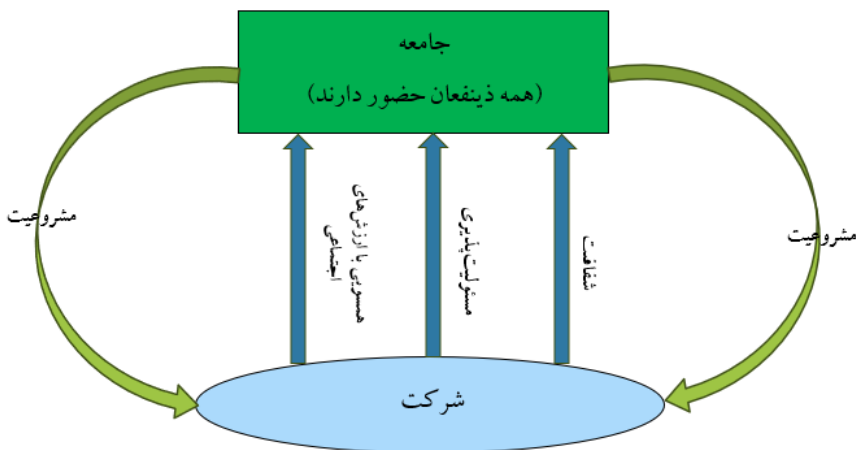 جامعه
(همه ذینفعان حضور دارند)
مشروعیت
شفافیت
مسئولیت‌پذیری
همسویی با ارزش‌های
اجتماعی
مشروعیت
شرکت